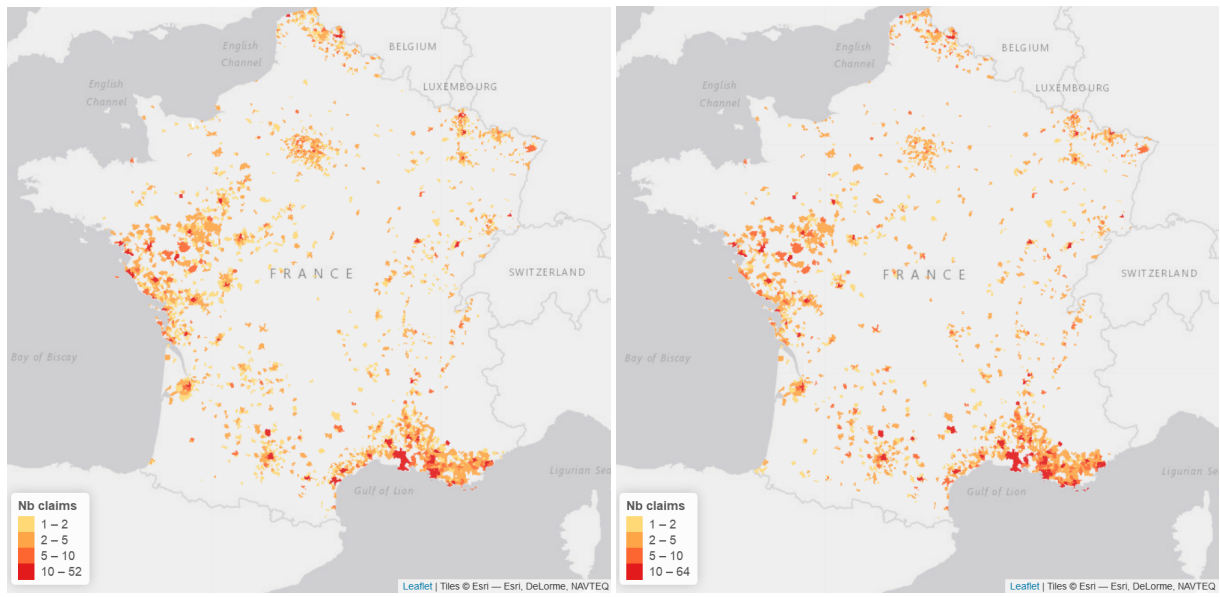 English
Channel
BELGIUM
English
Channel
LUXEMBOURG
FRANCE
SWITZERLAND
Bay of Biscay
Ligurian Sea
Gulf of Lion
Nb claims
1 – 2
2 – 5
5 – 10
10 – 52
Leaflet | Tiles © Esri — Esri, DeLorme, NAVTEQ
English
Channel
BELGIUM
English
Channel
LUXEMBOURG
FRANCE
SWITZERLAND
Bay of Biscay
Ligurian Se
Gulf of Lion
Nb claims
1 – 2
2 – 5
5 – 10
10 – 64
Leaflet | Tiles © Esri — Esri, DeLorme, NAVTEQ